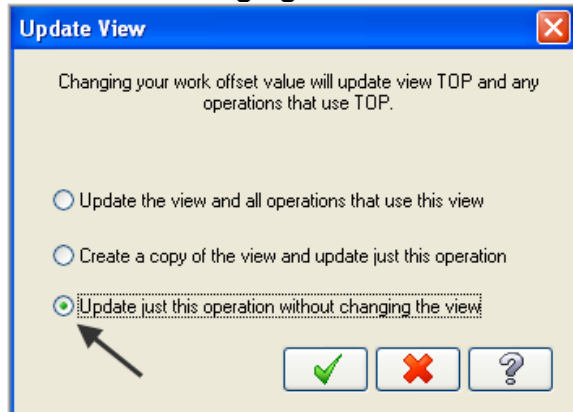 Update View
Changing your work offset value will update view TOP and any
operations that use TOP.
Update the view and all operations that use this view
Create a copy of the view and update just this operation
Update just this operation without changing the view
?